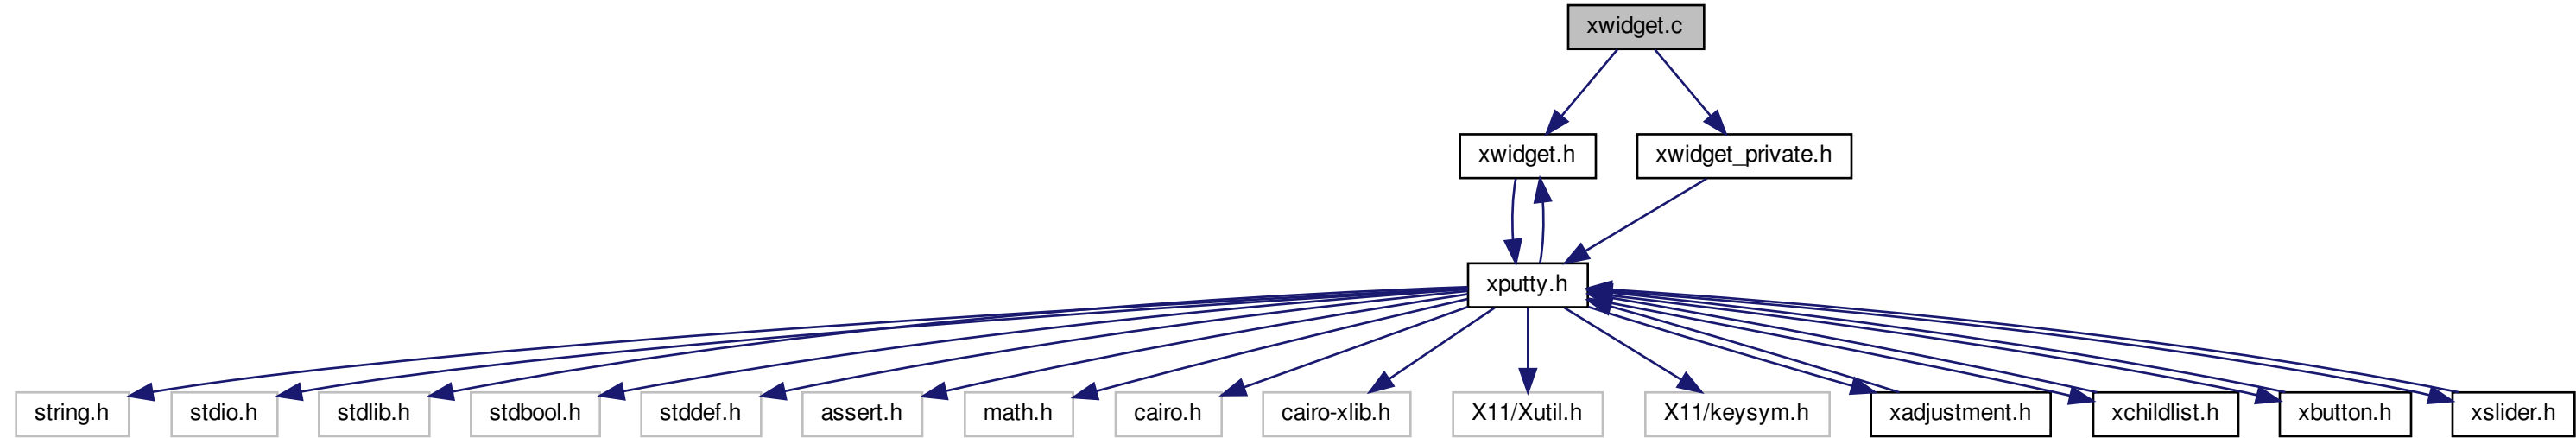 xwidget.c
xwidget.h
xwidget_private.h
xputty.h
string.h
stdio.h
stdlib.h
stdbool.h
stddef.h
assert.h
math.h
cairo.h
cairo-xlib.h
X11/Xutil.h
X11/keysym.h
xadjustment.h
xchildlist.h
xbutton.h
xslider.h